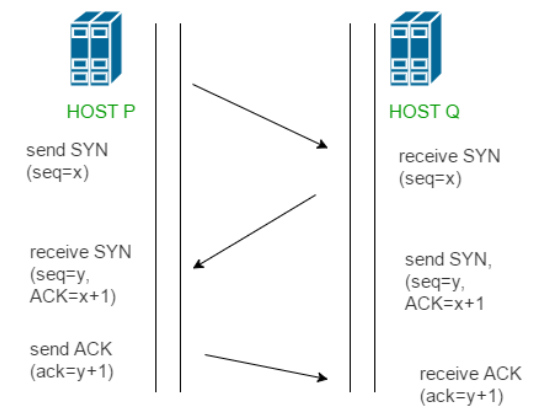 HOST P
HOST Q
send SYN
(seq=x)
receive SYN
(seq=x)
receive SYN
(seq=y,
ACK=x+1)
send SYN,
(seq=y,
ACK=x+1
send ACK
(ack=y+1)
receive ACK
(ack=y+1)